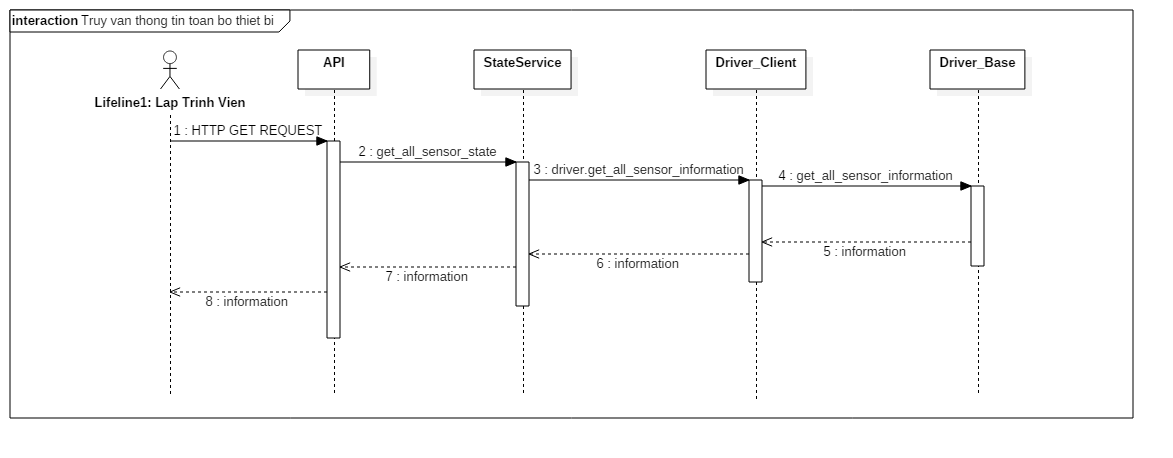 interaction Truy van thong tin toan bo thiet bi
API
StateService
Driver_Client
Driver_Base
Lifeline1: Lap Trinh Vien
1 : HTTP GET REQUEST
2 : get_all_sensor_state
3 : driver.get_all_sensor_information
4 : get_all_sensor_information
5 : information
6 : information
7 : information
8 : information